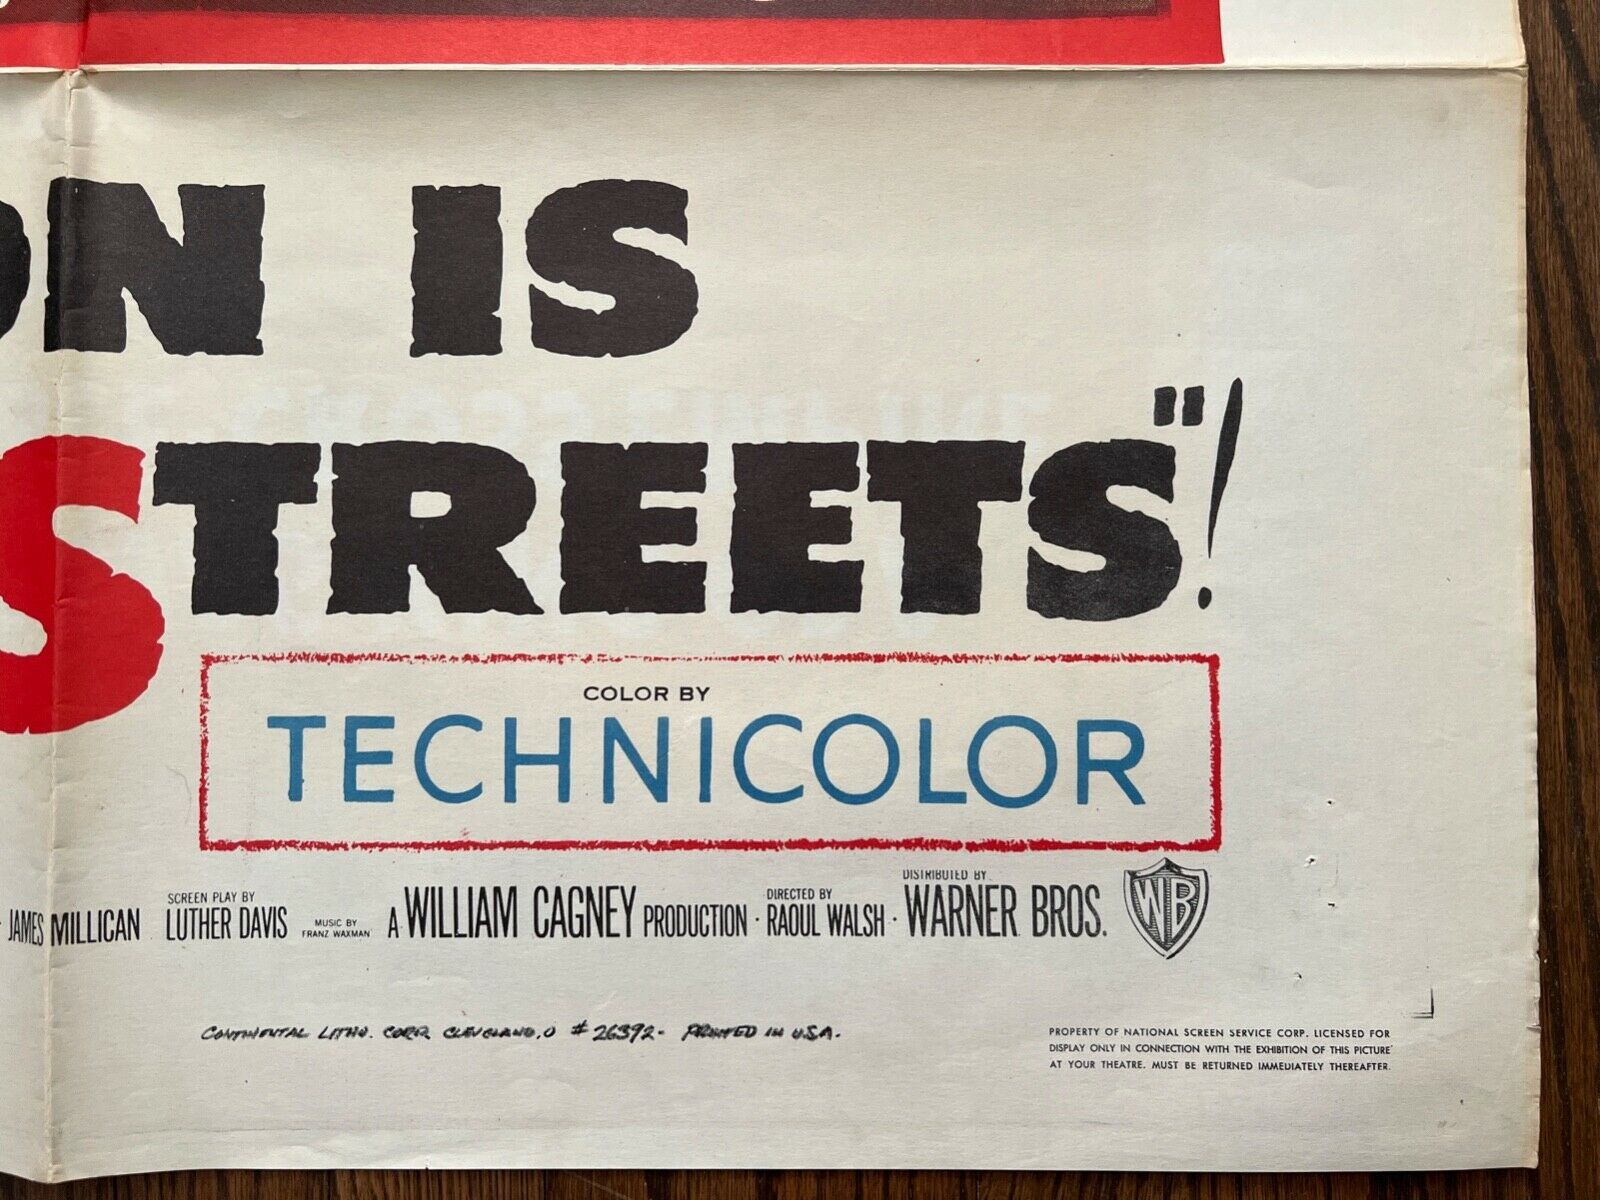 ON IS
STREETS"!
COLOR BY
TECHNICOLOR
JAMES MILLICAN SCREEN PLAY BY LUTHER DAVIS MUSIC BY FRANZ WAXMAN A WILLIAM CAGNEY PRODUCTION · DIRECTED BY RAOUL WALSH · DISTRIBUTED BY WARNER BROS. WB
CONTINENTAL LITHO. CORP. CLEVELAND, O # 26392 - PRINTED IN U.S.A.
PROPERTY OF NATIONAL SCREEN SERVICE CORP. LICENSED FOR
DISPLAY ONLY IN CONNECTION WITH THE EXHIBITION OF THIS PICTURE
AT YOUR THEATRE. MUST BE RETURNED IMMEDIATELY THEREAFTER.